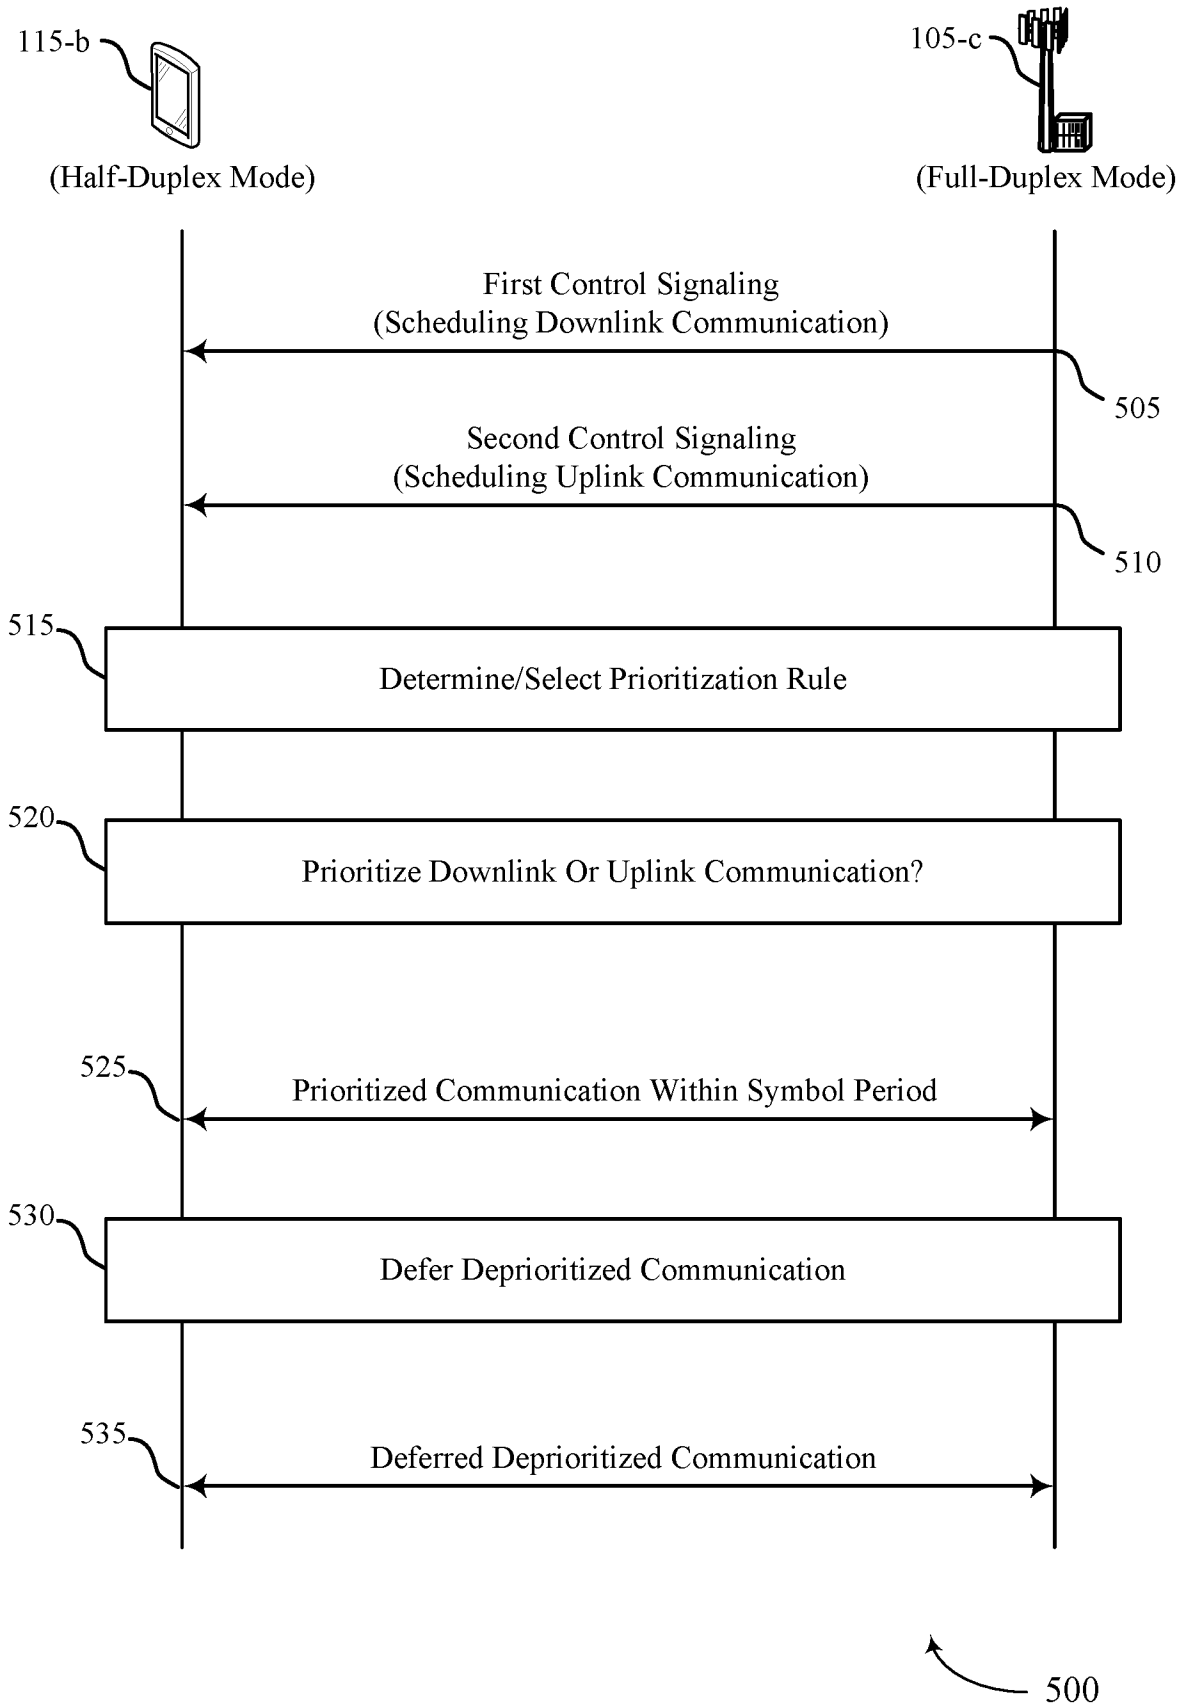 115-b
105-c
(Half-Duplex Mode)
(Full-Duplex Mode)
First Control Signaling
(Scheduling Downlink Communication)
505
Second Control Signaling
(Scheduling Uplink Communication)
510
515
Determine/Select Prioritization Rule
520
Prioritize Downlink Or Uplink Communication?
525
Prioritized Communication Within Symbol Period
530
Defer Deprioritized Communication
535
Deferred Deprioritized Communication
500